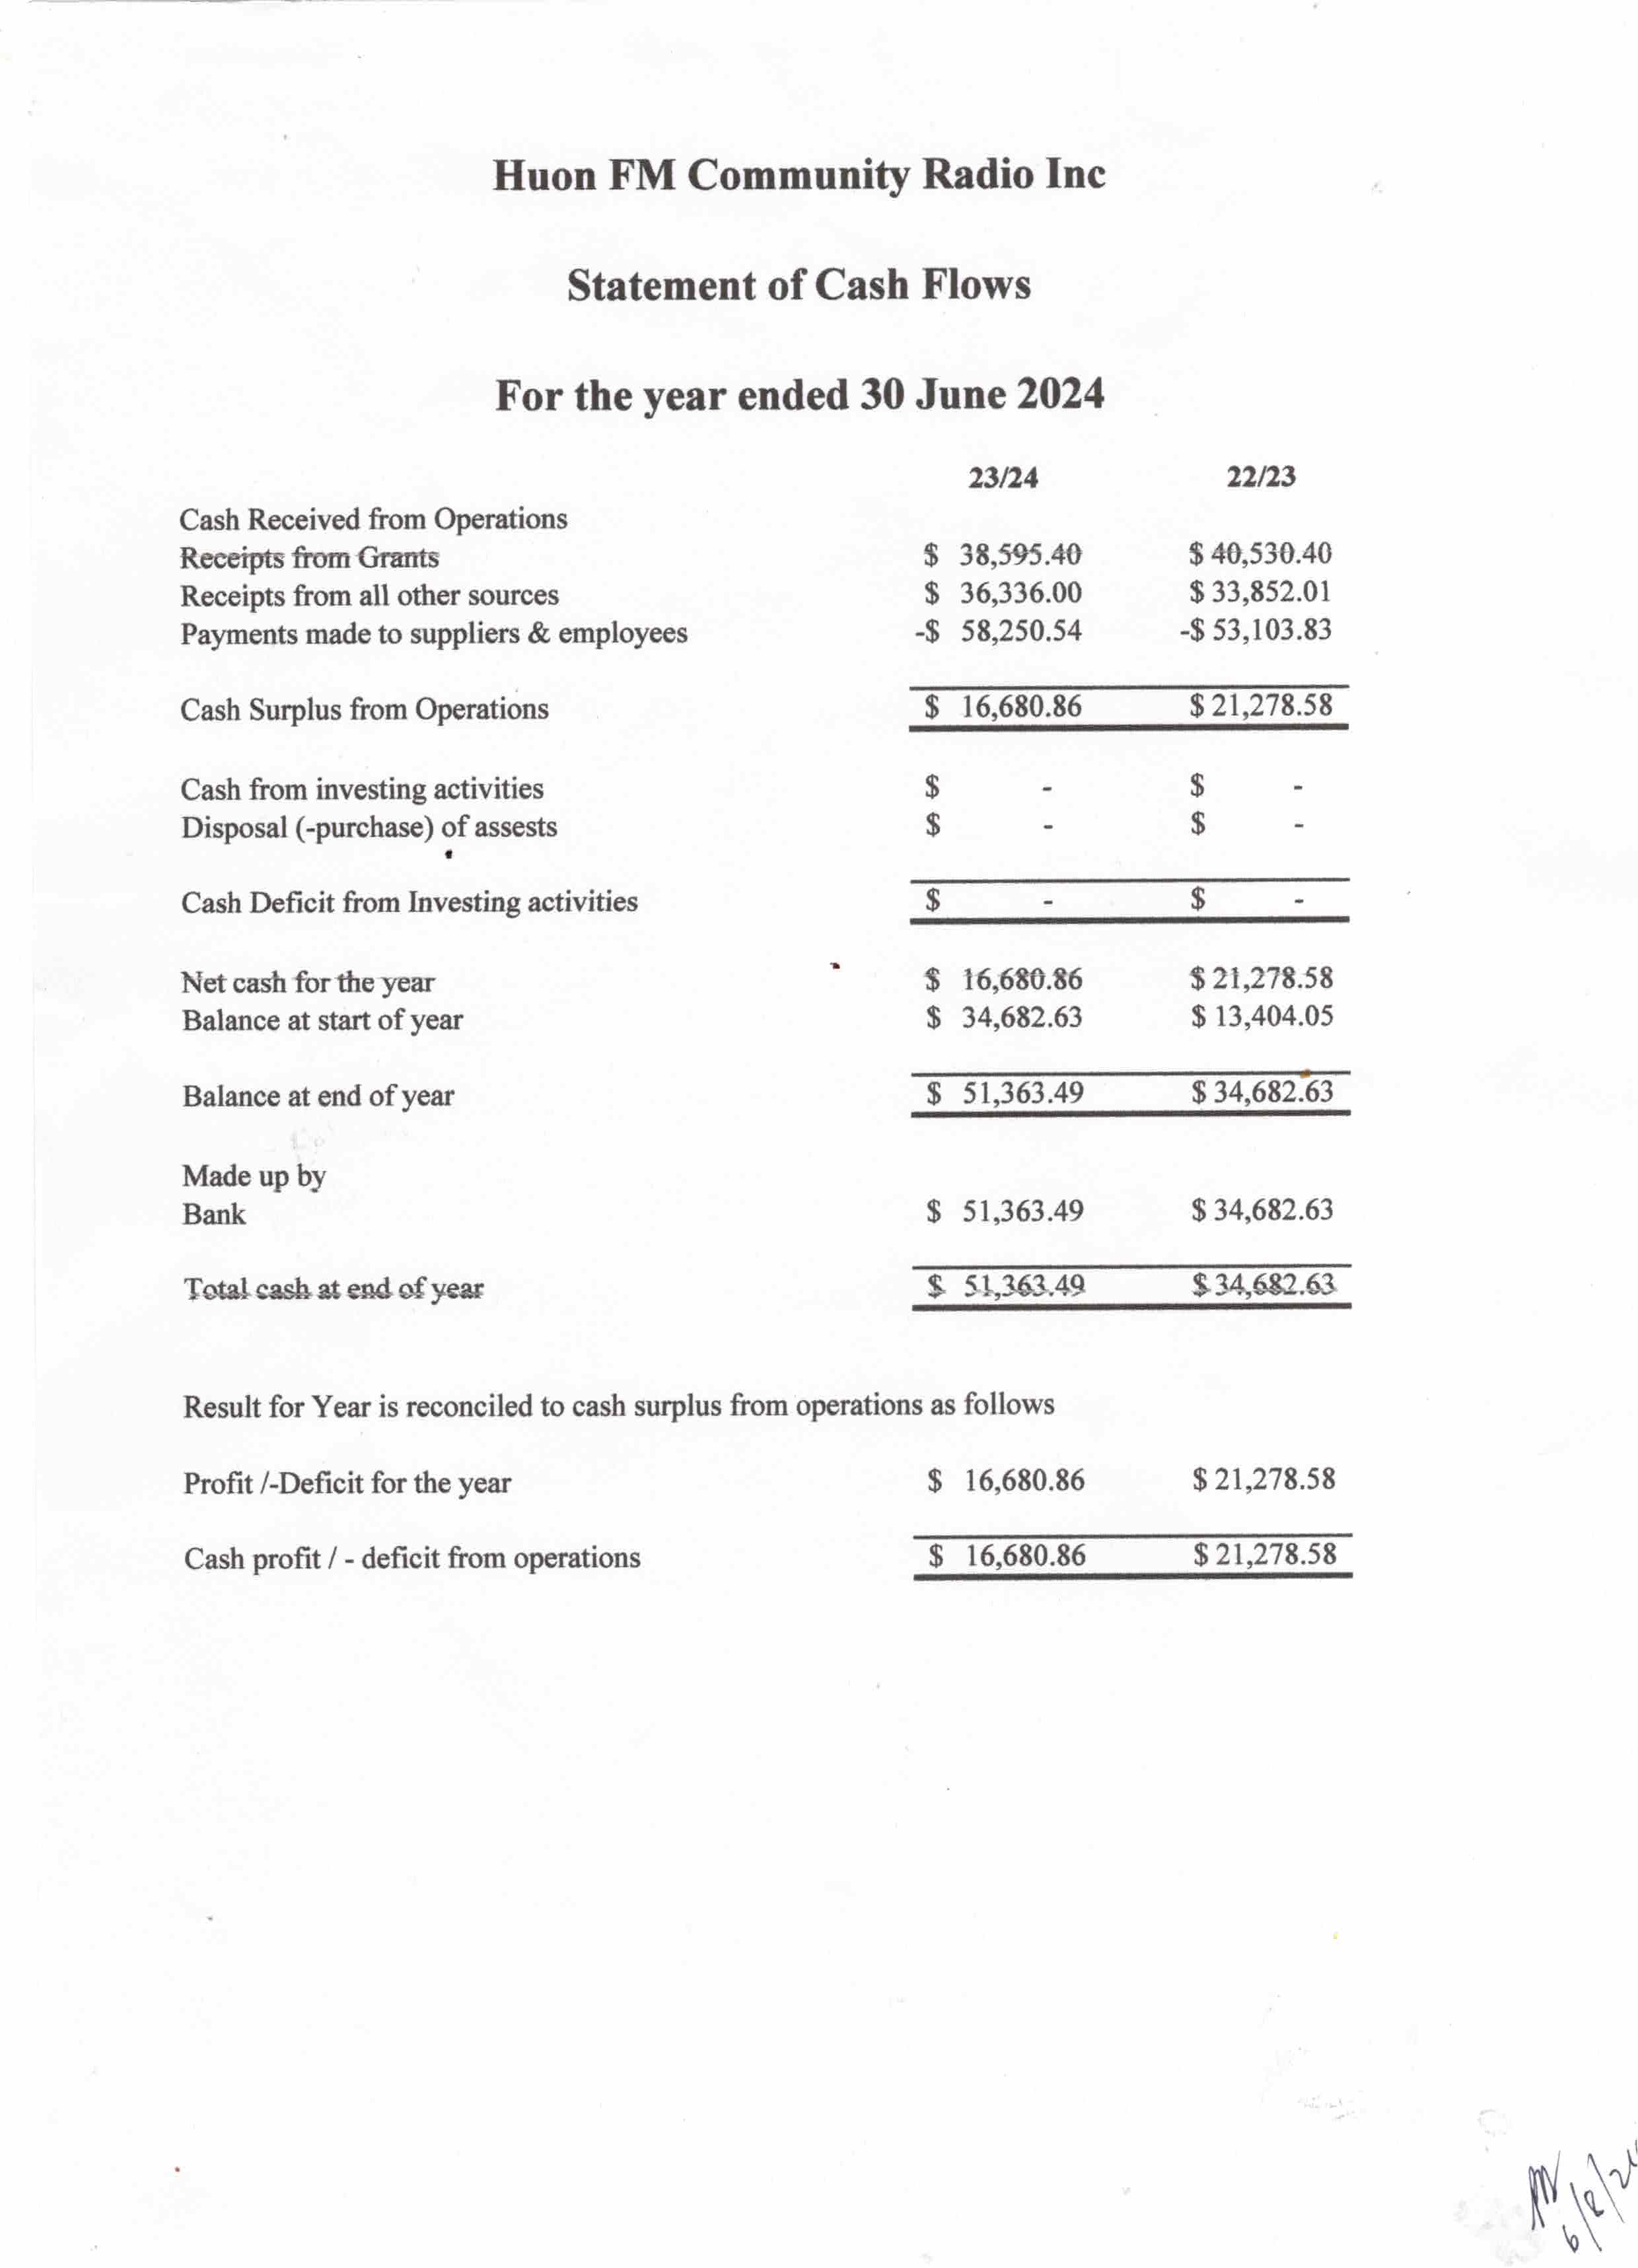 Huon FM Community Radio Inc
Statement of Cash Flows
For the year ended 30 June 2024
23/24 22/23
Cash Received from Operations
Receipts from Grants $ 38,595.40 $ 40,530.40
Receipts from all other sources $ 36,336.00 $ 33,852.01
Payments made to suppliers & employees -$ 58,250.54 -$ 53,103.83
Cash Surplus from Operations $ 16,680.86 $ 21,278.58
Cash from investing activities $ - $ -
Disposal (-purchase) of assests $ - $ -
Cash Deficit from Investing activities $ - $ -
Net cash for the year $ 16,680.86 $ 21,278.58
Balance at start of year $ 34,682.63 $ 13,404.05
Balance at end of year $ 51,363.49 $ 34,682.63
Made up by
Bank $ 51,363.49 $ 34,682.63
Total cash at end of year $ 51,363.49 $ 34,682.63
Result for Year is reconciled to cash surplus from operations as follows
Profit /-Deficit for the year $ 16,680.86 $ 21,278.58
Cash profit / - deficit from operations $ 16,680.86 $ 21,278.58